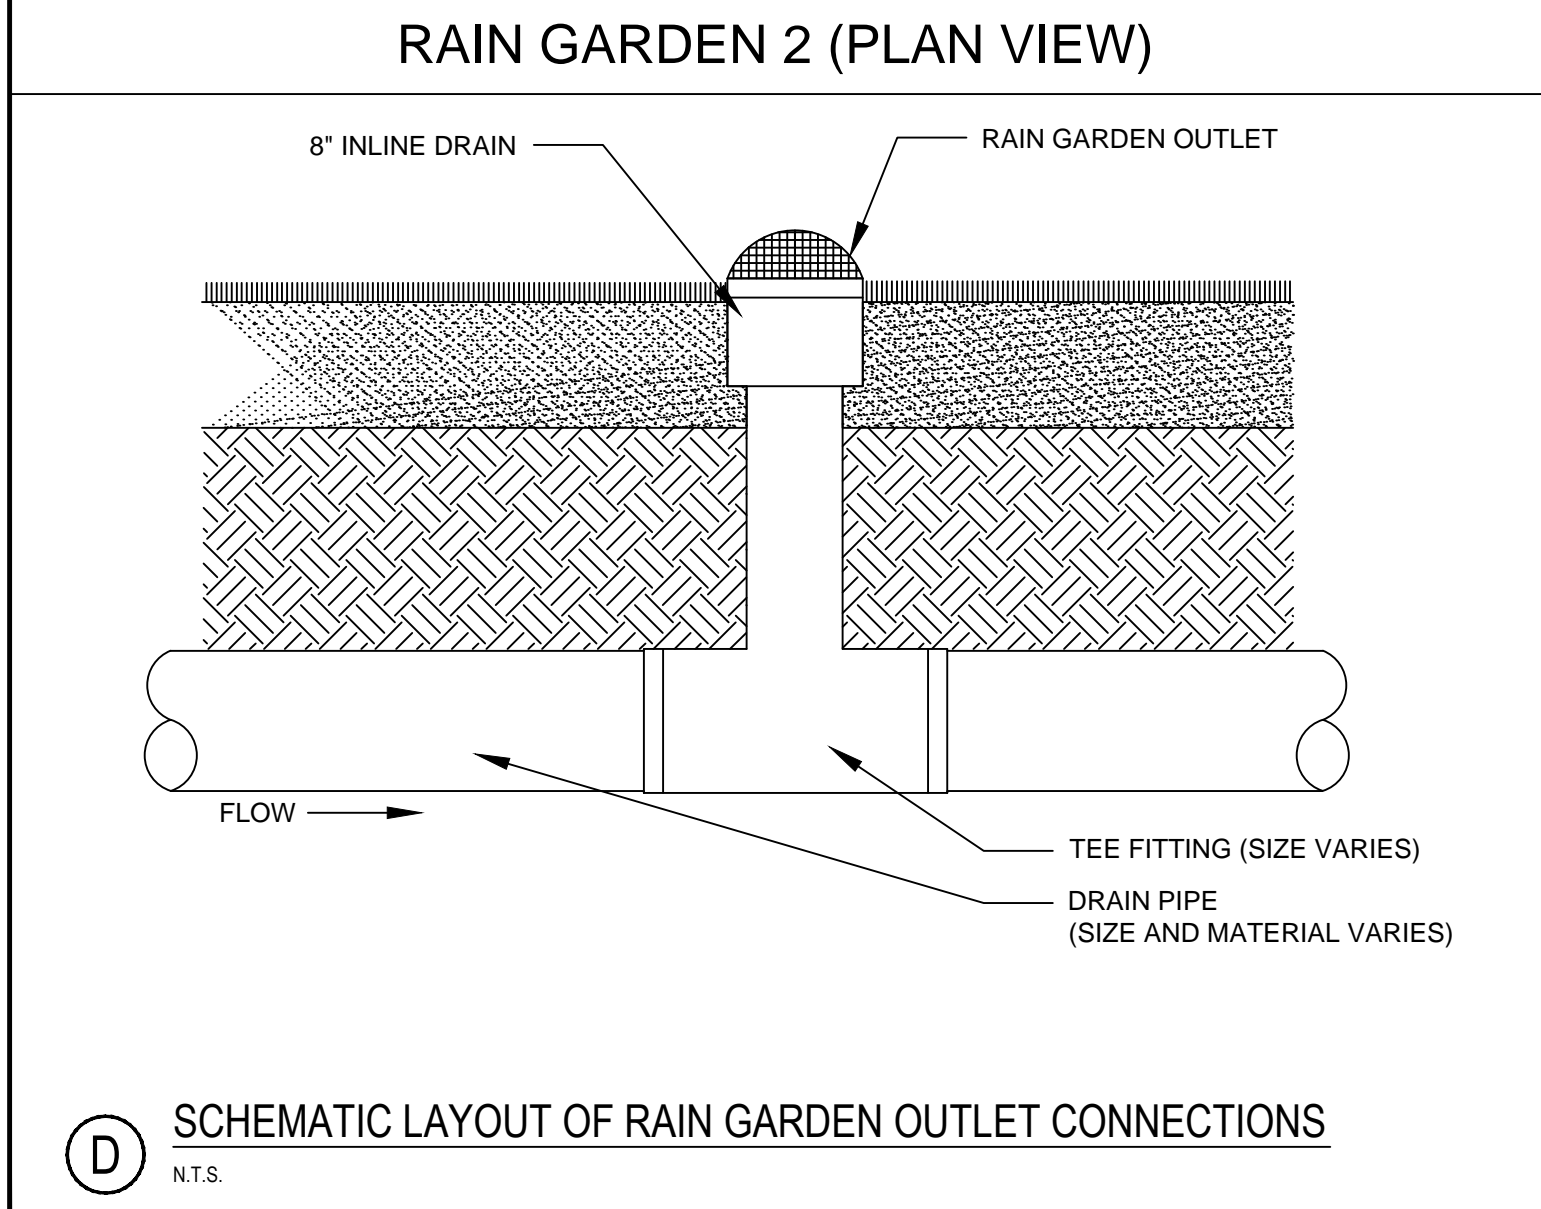 RAIN GARDEN 2 (PLAN VIEW)
8" INLINE DRAIN
RAIN GARDEN OUTLET
FLOW
TEE FITTING (SIZE VARIES)
DRAIN PIPE
(SIZE AND MATERIAL VARIES)
D
SCHEMATIC LAYOUT OF RAIN GARDEN OUTLET CONNECTIONS
N.T.S.